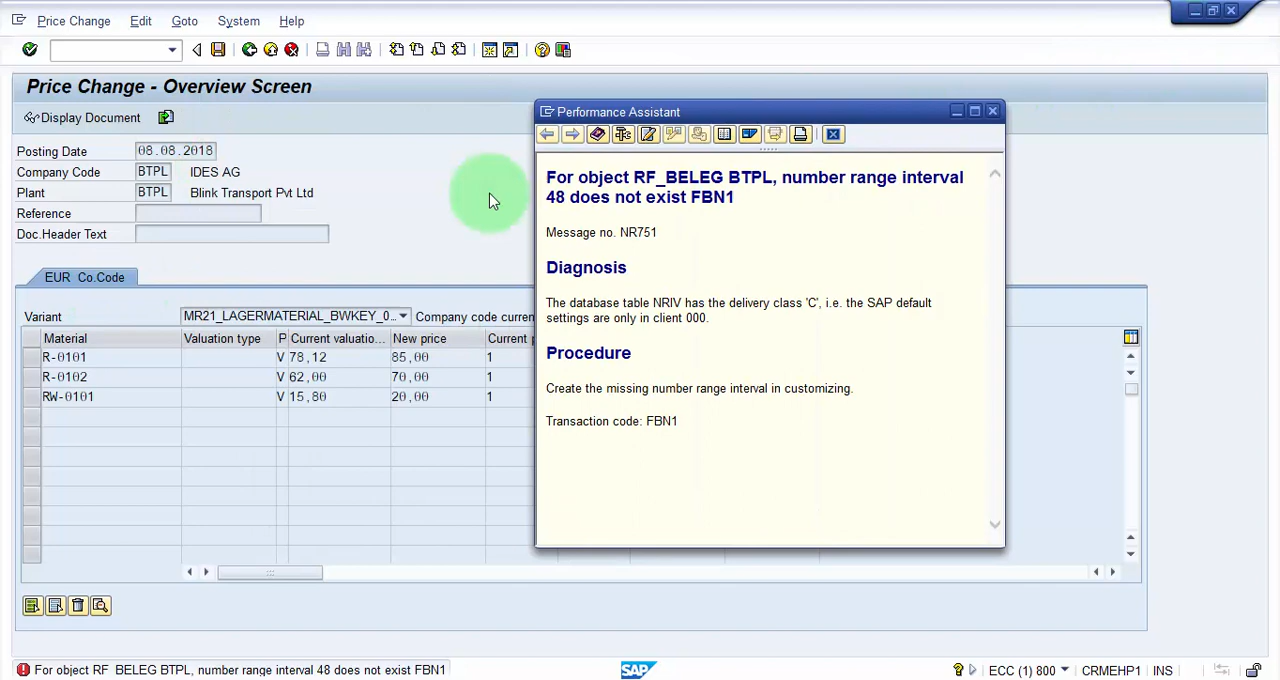 Price Change Edit Goto System Help
Price Change - Overview Screen
Display Document
Posting Date 08.08.2018
Company Code BTPL IDES AG
Plant BTPL Blink Transport Pvt Ltd
Reference
Doc.Header Text
EUR Co.Code
Variant MR21_LAGERMATERIAL_BWKEY_0... Company code curren
Material Valuation type P Current valuatio... New price Current p
R-0101 V 78,12 85,00 1
R-0102 V 62,00 70,00 1
RW-0101 V 15,80 20,00 1
Performance Assistant
For object RF_BELEG BTPL, number range interval
48 does not exist FBN1
Message no. NR751
Diagnosis
The database table NRIV has the delivery class 'C', i.e. the SAP default
settings are only in client 000.
Procedure
Create the missing number range interval in customizing.
Transaction code: FBN1
For object RF_BELEG BTPL, number range interval 48 does not exist FBN1
SAP
ECC (1) 800 CRMEHP1 INS